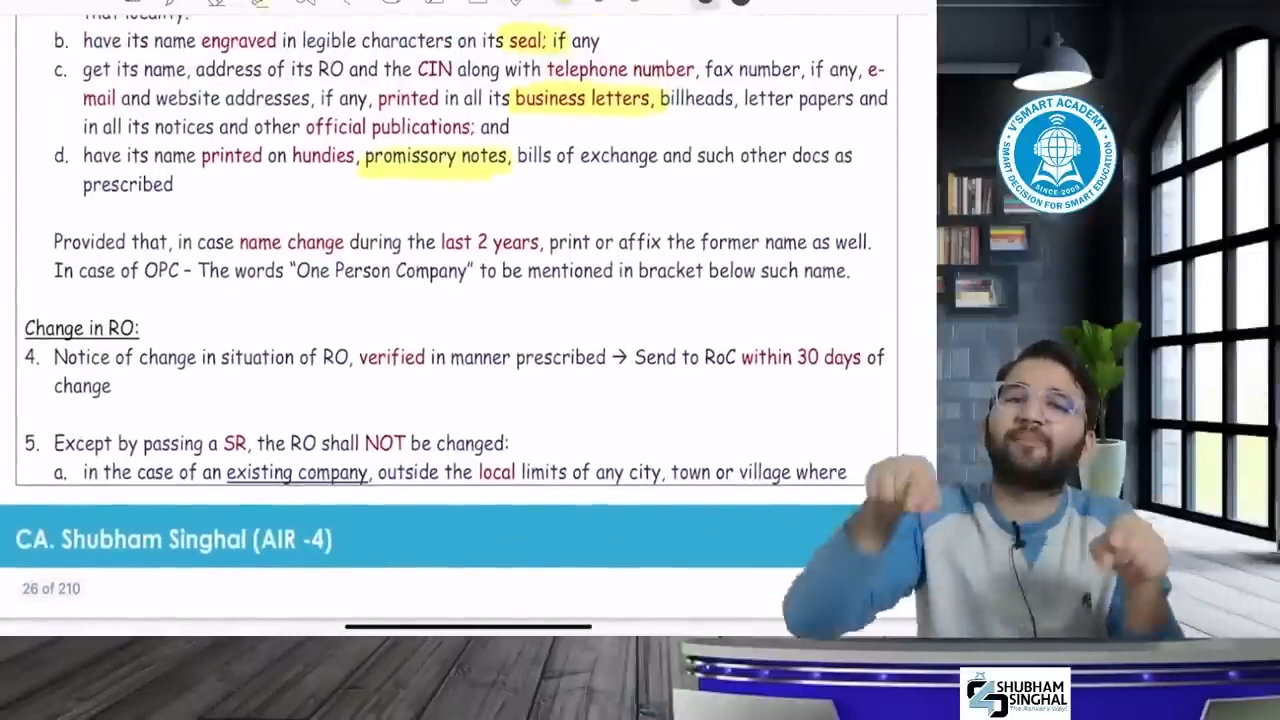 that locality.
b. have its name engraved in legible characters on its seal; if any
c. get its name, address of its RO and the CIN along with telephone number, fax number, if any, e-
mail and website addresses, if any, printed in all its business letters, billheads, letter papers and
in all its notices and other official publications; and
d. have its name printed on hundies, promissory notes, bills of exchange and such other docs as
prescribed
Provided that, in case name change during the last 2 years, print or affix the former name as well.
In case of OPC – The words “One Person Company” to be mentioned in bracket below such name.
Change in RO:
4. Notice of change in situation of RO, verified in manner prescribed → Send to RoC within 30 days of
change
5. Except by passing a SR, the RO shall NOT be changed:
a. in the case of an existing company, outside the local limits of any city, town or village where
CA. Shubham Singhal (AIR -4)
26 of 210
V'SMART ACADEMY
SINCE 2009
SMART DECISION FOR SMART EDUCATION
SHUBHAM
SINGHAL
The Ranker's Way!